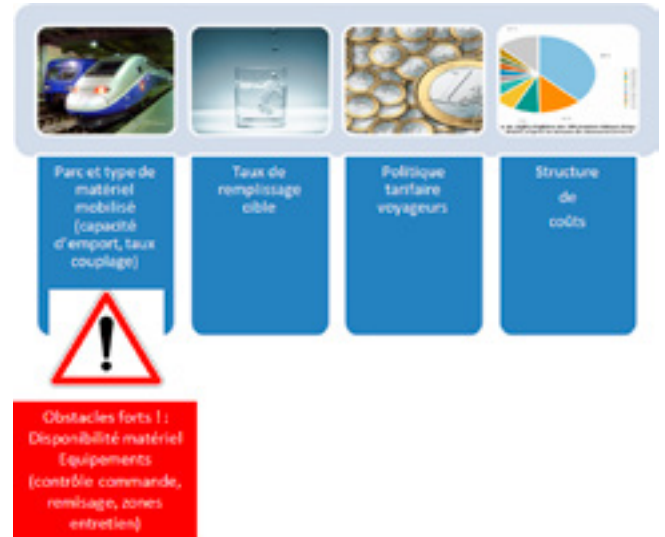 Parc et type de
matériel
mobilisé
(capacité
d'emport, taux
couplage)
Taux de
remplissage
cible
Politique
tarifaire
voyageurs
Structure
de
coûts
Obstacles forts ! :
Disponibilité matériel
Equipements
(contrôle commande,
remisage, zones
entretien)